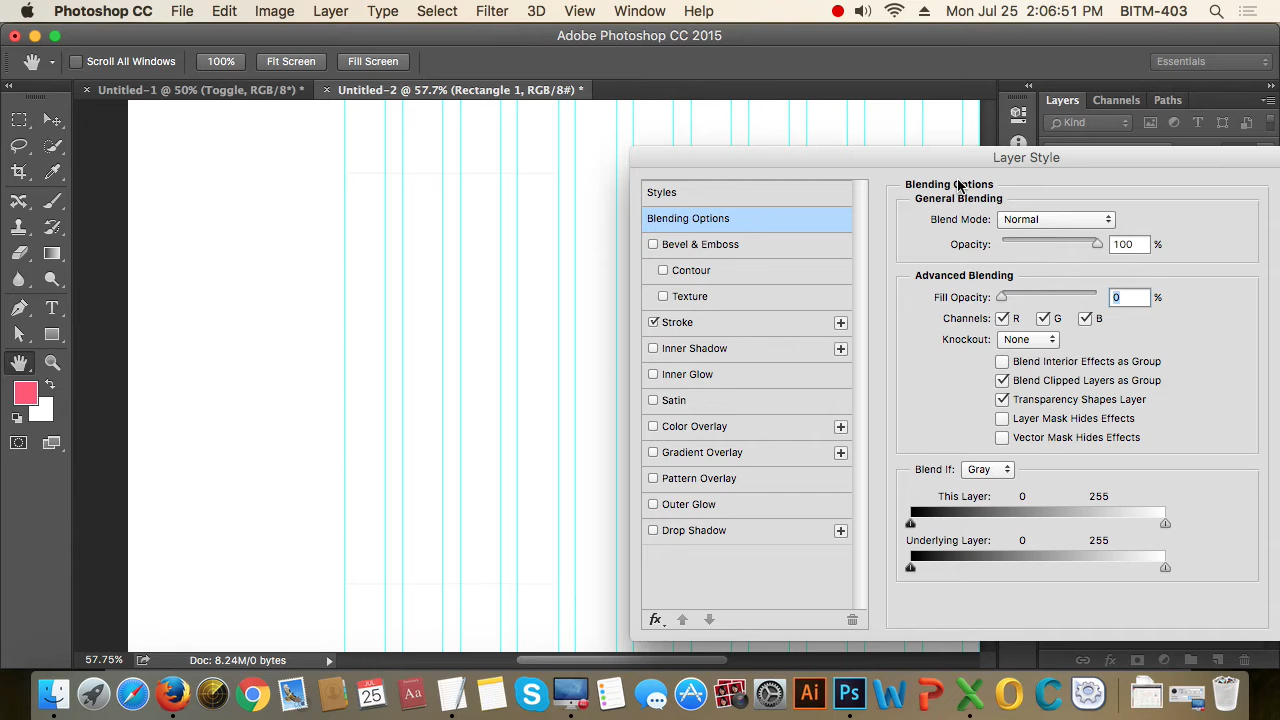 Photoshop CC File Edit Image Layer Type Select Filter 3D View Window Help Mon Jul 25 2:06:51 PM BITM-403
Adobe Photoshop CC 2015
Scroll All Windows 100% Fit Screen Fill Screen Essentials
Untitled-1 @ 50% (Toggle, RGB/8*) * Untitled-2 @ 57.7% (Rectangle 1, RGB/8#) *
Layers Channels Paths
Kind
Layer Style
Styles
Blending Options
Bevel & Emboss
Contour
Texture
Stroke
Inner Shadow
Inner Glow
Satin
Color Overlay
Gradient Overlay
Pattern Overlay
Outer Glow
Drop Shadow
fx
Blending Options
General Blending
Blend Mode: Normal
Opacity: 100 %
Advanced Blending
Fill Opacity: 0 %
Channels: R G B
Knockout: None
Blend Interior Effects as Group
Blend Clipped Layers as Group
Transparency Shapes Layer
Layer Mask Hides Effects
Vector Mask Hides Effects
Blend If: Gray
This Layer: 0 255
Underlying Layer: 0 255
57.75% Doc: 8.24M/0 bytes
25
Aa
Ai
Ps